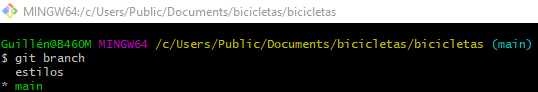 MINGW64:/c/Users/Public/Documents/bicicletas/bicicletas
Guillén@B460M MINGW64 /c/Users/Public/Documents/bicicletas/bicicletas (main)
$ git branch
  estilos
* main